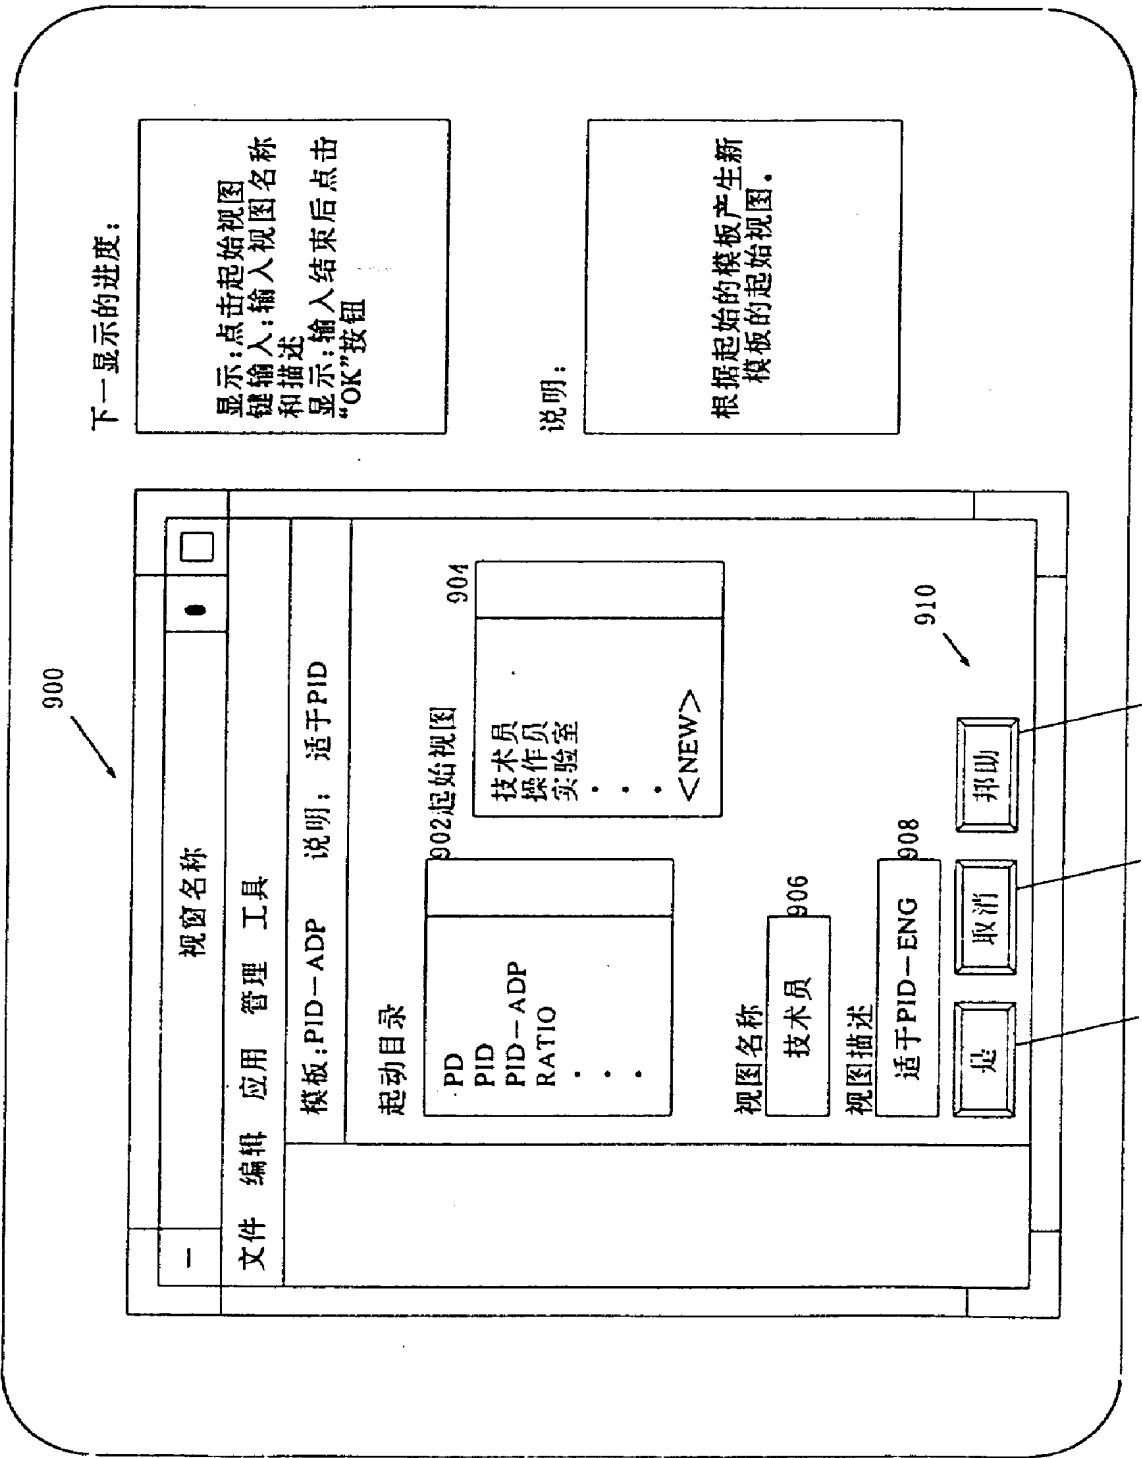 900
视窗名称
文件 编辑 应用 管理 工具
模板:PID-ADP 说明: 适于PID
起动目录
902
PD
PID
PID-ADP
RATIO
起始视图
904
技术员
操作员
实验室
<NEW>
视图名称
技术员
906
视图描述
适于PID-ENG
908
910
是
取消
帮助
下一显示的进度:
显示:点击起始视图
键输入:输入视图名称
和描述
显示:输入结束后点击
“OK”按钮
说明:
根据起始的模板产生新
模板的起始视图.